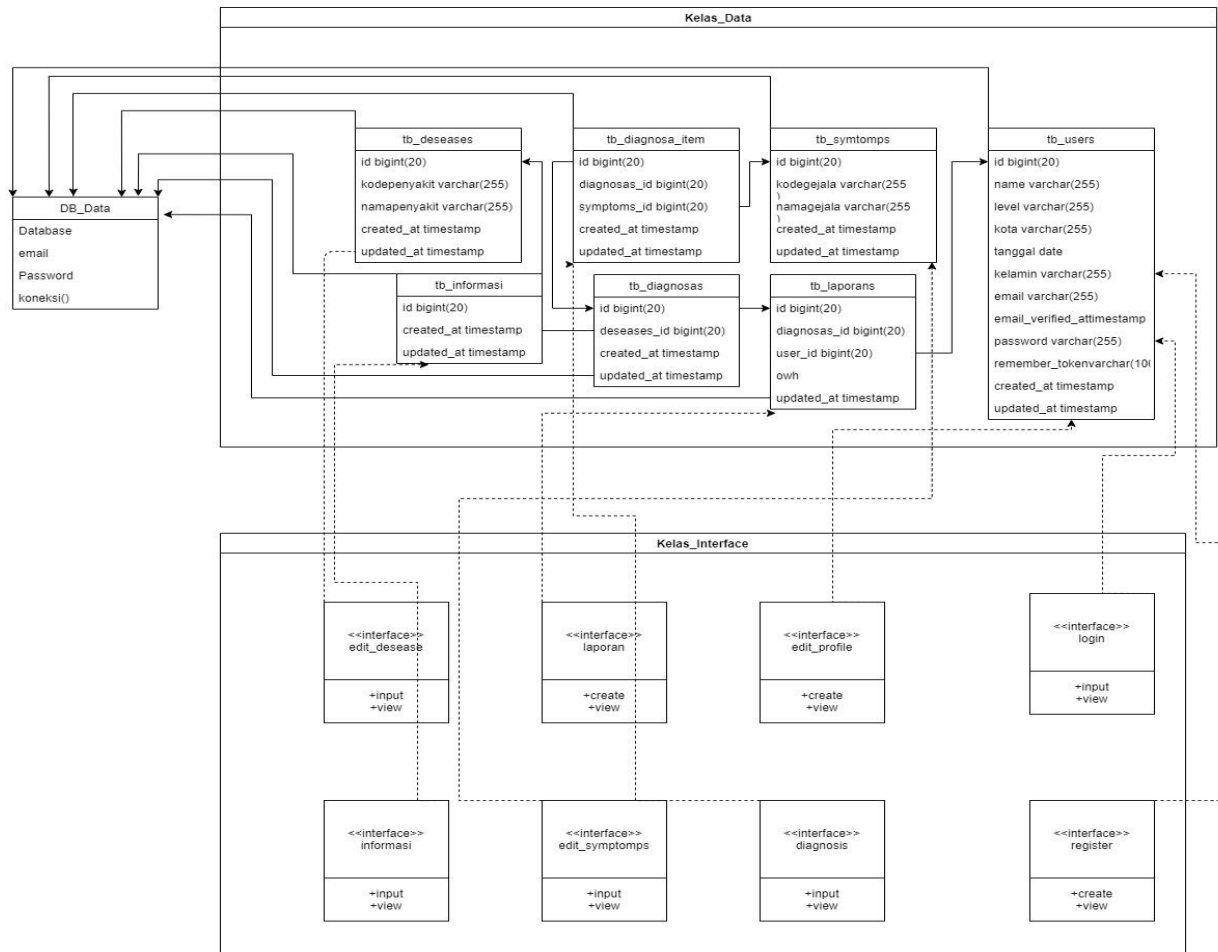 Kelas_Data
tb_deseases
id bigint(20)
kodepenyakit varchar(255)
namapenyakit varchar(255)
created_at timestamp
updated_at timestamp
tb_diagnosa_item
id bigint(20)
diagnosas_id bigint(20)
symptoms_id bigint(20)
created_at timestamp
updated_at timestamp
tb_symtomps
id bigint(20)
kodegejala varchar(255
)
namagejala varchar(255
)
created_at timestamp
updated_at timestamp
tb_users
id bigint(20)
name varchar(255)
level varchar(255)
kota varchar(255)
tanggal date
kelamin varchar(255)
email varchar(255)
email_verified_attimestamp
password varchar(255)
remember_tokenvarchar(10
created_at timestamp
updated_at timestamp
DB_Data
Database
email
Password
koneksi()
tb_informasi
id bigint(20)
created_at timestamp
updated_at timestamp
tb_diagnosas
id bigint(20)
deseases_id bigint(20)
created_at timestamp
updated_at timestamp
tb_laporans
id bigint(20)
diagnosas_id bigint(20)
user_id bigint(20)
owh
updated_at timestamp
Kelas_Interface
<<interface>>
edit_desease
+input
+view
<<interface>>
laporan
+create
+view
<<interface>>
edit_profile
+create
+view
<<interface>>
login
+input
+view
<<interface>>
informasi
+input
+view
<<interface>>
edit_symptomps
+input
+view
<<interface>>
diagnosis
+input
+view
<<interface>>
register
+create
+view